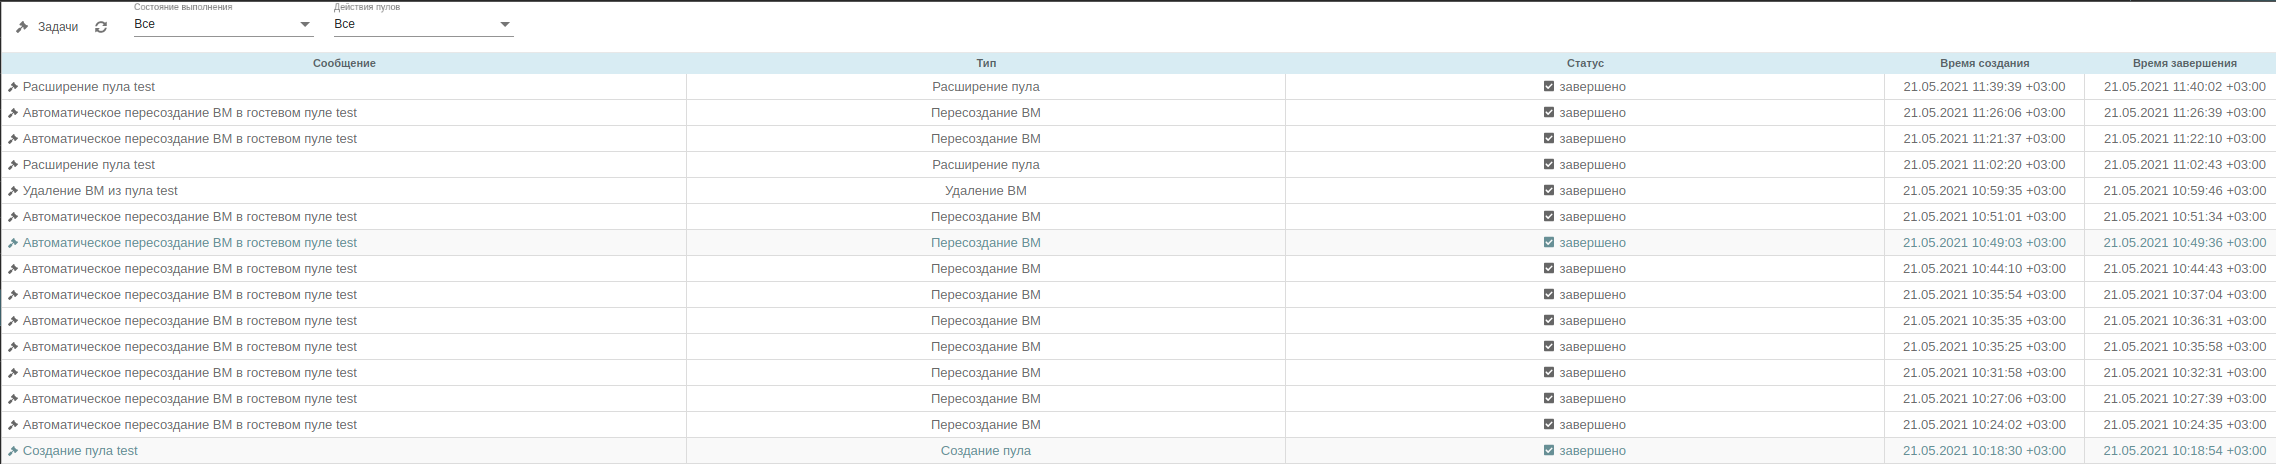 Состояние выполнения Действия пулов
Задачи Все Все
Сообщение Тип Статус Время создания Время завершения
Расширение пула test Расширение пула завершено 21.05.2021 11:39:39 +03:00 21.05.2021 11:40:02 +03:00
Автоматическое пересоздание ВМ в гостевом пуле test Пересоздание ВМ завершено 21.05.2021 11:26:06 +03:00 21.05.2021 11:26:39 +03:00
Автоматическое пересоздание ВМ в гостевом пуле test Пересоздание ВМ завершено 21.05.2021 11:21:37 +03:00 21.05.2021 11:22:10 +03:00
Расширение пула test Расширение пула завершено 21.05.2021 11:02:20 +03:00 21.05.2021 11:02:43 +03:00
Удаление ВМ из пула test Удаление ВМ завершено 21.05.2021 10:59:35 +03:00 21.05.2021 10:59:46 +03:00
Автоматическое пересоздание ВМ в гостевом пуле test Пересоздание ВМ завершено 21.05.2021 10:51:01 +03:00 21.05.2021 10:51:34 +03:00
Автоматическое пересоздание ВМ в гостевом пуле test Пересоздание ВМ завершено 21.05.2021 10:49:03 +03:00 21.05.2021 10:49:36 +03:00
Автоматическое пересоздание ВМ в гостевом пуле test Пересоздание ВМ завершено 21.05.2021 10:44:10 +03:00 21.05.2021 10:44:43 +03:00
Автоматическое пересоздание ВМ в гостевом пуле test Пересоздание ВМ завершено 21.05.2021 10:35:54 +03:00 21.05.2021 10:37:04 +03:00
Автоматическое пересоздание ВМ в гостевом пуле test Пересоздание ВМ завершено 21.05.2021 10:35:35 +03:00 21.05.2021 10:36:31 +03:00
Автоматическое пересоздание ВМ в гостевом пуле test Пересоздание ВМ завершено 21.05.2021 10:35:25 +03:00 21.05.2021 10:35:58 +03:00
Автоматическое пересоздание ВМ в гостевом пуле test Пересоздание ВМ завершено 21.05.2021 10:31:58 +03:00 21.05.2021 10:32:31 +03:00
Автоматическое пересоздание ВМ в гостевом пуле test Пересоздание ВМ завершено 21.05.2021 10:27:06 +03:00 21.05.2021 10:27:39 +03:00
Автоматическое пересоздание ВМ в гостевом пуле test Пересоздание ВМ завершено 21.05.2021 10:24:02 +03:00 21.05.2021 10:24:35 +03:00
Создание пула test Создание пула завершено 21.05.2021 10:18:30 +03:00 21.05.2021 10:18:54 +03:00